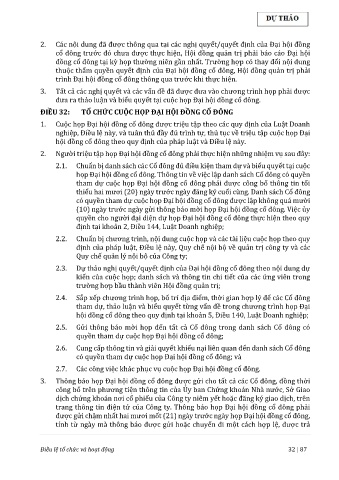 DỰ THẢO
2. Các nội dung đã được thông qua tại các nghị quyết/quyết định của Đại hội đồng
cổ đông trước đó chưa được thực hiện, Hội đồng quản trị phải báo cáo Đại hội
đồng cổ đông tại kỳ họp thường niên gần nhất. Trường hợp có thay đổi nội dung
thuộc thẩm quyền quyết định của Đại hội đồng cổ đông, Hội đồng quản trị phải
trình Đại hội đồng cổ đông thông qua trước khi thực hiện.
3. Tất cả các nghị quyết và các vấn đề đã được đưa vào chương trình họp phải được
đưa ra thảo luận và biểu quyết tại cuộc họp Đại hội đồng cổ đông.
ĐIỀU 32: TỔ CHỨC CUỘC HỌP ĐẠI HỘI ĐỒNG CỔ ĐÔNG
1. Cuộc họp Đại hội đồng cổ đông được triệu tập theo các quy định của Luật Doanh
nghiệp, Điều lệ này, và tuân thủ đầy đủ trình tự, thủ tục về triệu tập cuộc họp Đại
hội đồng cổ đông theo quy định của pháp luật và Điều lệ này.
2. Người triệu tập họp Đại hội đồng cổ đông phải thực hiện những nhiệm vụ sau đây:
2.1. Chuẩn bị danh sách các Cổ đông đủ điều kiện tham dự và biểu quyết tại cuộc
họp Đại hội đồng cổ đông. Thông tin về việc lập danh sách Cổ đông có quyền
tham dự cuộc họp Đại hội đồng cổ đông phải được công bố thông tin tối
thiểu hai mươi (20) ngày trước ngày đăng ký cuối cùng. Danh sách Cổ đông
có quyền tham dự cuộc họp Đại hội đồng cổ đông được lập không quá mười
(10) ngày trước ngày gửi thông báo mời họp Đại hội đồng cổ đông. Việc ủy
quyền cho người đại diện dự họp Đại hội đồng cổ đông thực hiện theo quy
định tại khoản 2, Điều 144, Luật Doanh nghiệp;
2.2. Chuẩn bị chương trình, nội dung cuộc họp và các tài liệu cuộc họp theo quy
định của pháp luật, Điều lệ này, Quy chế nội bộ về quản trị công ty và các
Quy chế quản lý nội bộ của Công ty;
2.3. Dự thảo nghị quyết/quyết định của Đại hội đồng cổ đông theo nội dung dự
kiến của cuộc họp; danh sách và thông tin chi tiết của các ứng viên trong
trường hợp bầu thành viên Hội đồng quản trị;
2.4. Sắp xếp chương trình họp, bố trí địa điểm, thời gian hợp lý để các Cổ đông
tham dự, thảo luận và biểu quyết từng vấn đề trong chương trình họp Đại
hội đồng cổ đông theo quy định tại khoản 5, Điều 140, Luật Doanh nghiệp;
2.5. Gửi thông báo mời họp đến tất cả Cổ đông trong danh sách Cổ đông có
quyền tham dự cuộc họp Đại hội đồng cổ đông;
2.6. Cung cấp thông tin và giải quyết khiếu nại liên quan đến danh sách Cổ đông
có quyền tham dự cuộc họp Đại hội đồng cổ đông; và
2.7. Các công việc khác phục vụ cuộc họp Đại hội đồng cổ đông.
3. Thông báo họp Đại hội đồng cổ đông được gửi cho tất cả các Cổ đông, đồng thời
công bố trên phương tiện thông tin của Ủy ban Chứng khoán Nhà nước, Sở Giao
dịch chứng khoán nơi cổ phiếu của Công ty niêm yết hoặc đăng ký giao dịch, trên
trang thông tin điện tử của Công ty. Thông báo họp Đại hội đồng cổ đông phải
được gửi chậm nhất hai mươi mốt (21) ngày trước ngày họp Đại hội đồng cổ đông,
tính từ ngày mà thông báo được gửi hoặc chuyển đi một cách hợp lệ, được trả
Điều lệ tổ chức và hoạt động 32 | 87